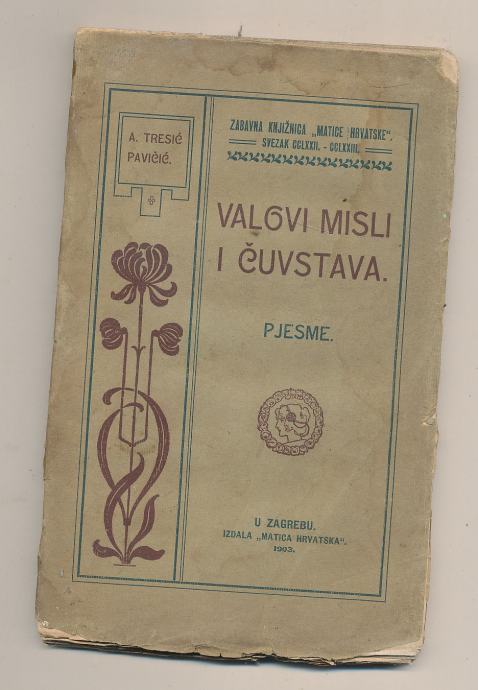 A. TRESIĆ
PAVIČIĆ.
ZABAVNA KNJIŽNICA „MATICE HRVATSKE“.
SVEZAK CCLXXII. - CCLXXIII.
VALOVI MISLI
I ČUVSTAVA.
PJESME.
U ZAGREBU.
IZDALA „MATICA HRVATSKA“.
1903.